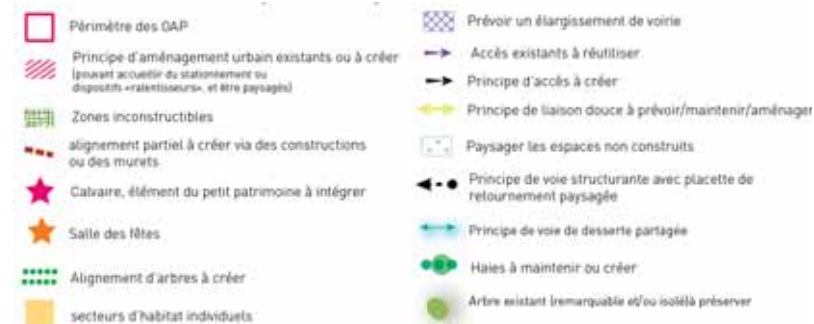 Périmètre des OAP
Principe d'aménagement urbain existants ou à créer
(pouvant accueillir du stationnement ou
dispositifs «ralentisseurs», et être paysagés)
Zones inconstructibles
alignement partiel à créer via des constructions
ou des murets
Calvaire, élément du petit patrimoine à intégrer
Salle des fêtes
Alignement d'arbres à créer
secteurs d'habitat individuels
Prévoir un élargissement de voirie
Accès existants à réutiliser
Principe d'accès à créer
Principe de liaison douce à prévoir/maintenir/aménager
Paysager les espaces non construits
Principe de voie structurante avec placette de
retournement paysagée
Principe de voie de desserte partagée
Haies à maintenir ou créer
Arbre existant (remarquable et/ou isolé)à préserver